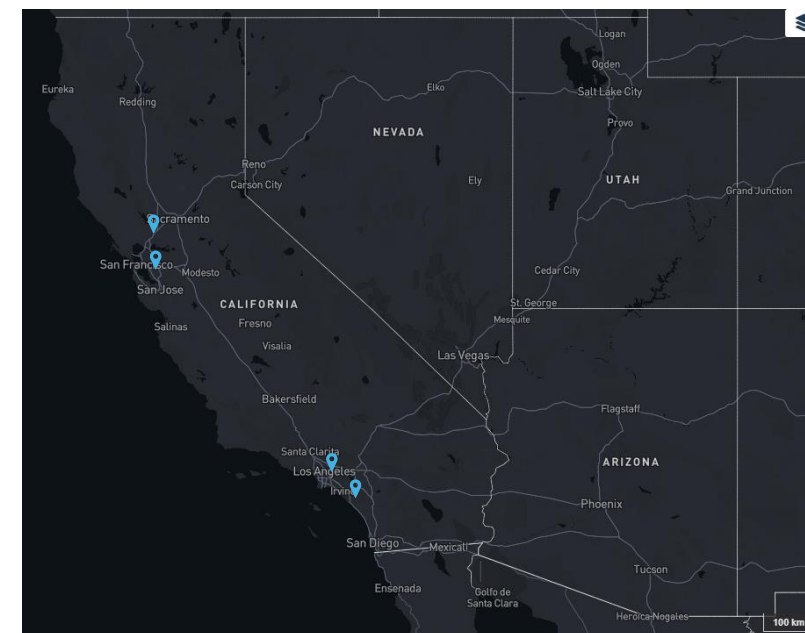 Logan
Ogden
Eureka
Elko
Salt Lake City
Redding
Provo
NEVADA
Reno
Ely
UTAH
Carson City
Grand Junction
Sacramento
San Francisco
Modesto
Cedar City
San Jose
CALIFORNIA
St. George
Salinas
Fresno
Mesquite
Visalia
Las Vegas
Bakersfield
Flagstaff
Santa Clarita
ARIZONA
Los Angeles
Irvine
Phoenix
San Diego
Mexicali
Tucson
Ensenada
Golfo de
Santa Clara
Heroica Nogales
100 km